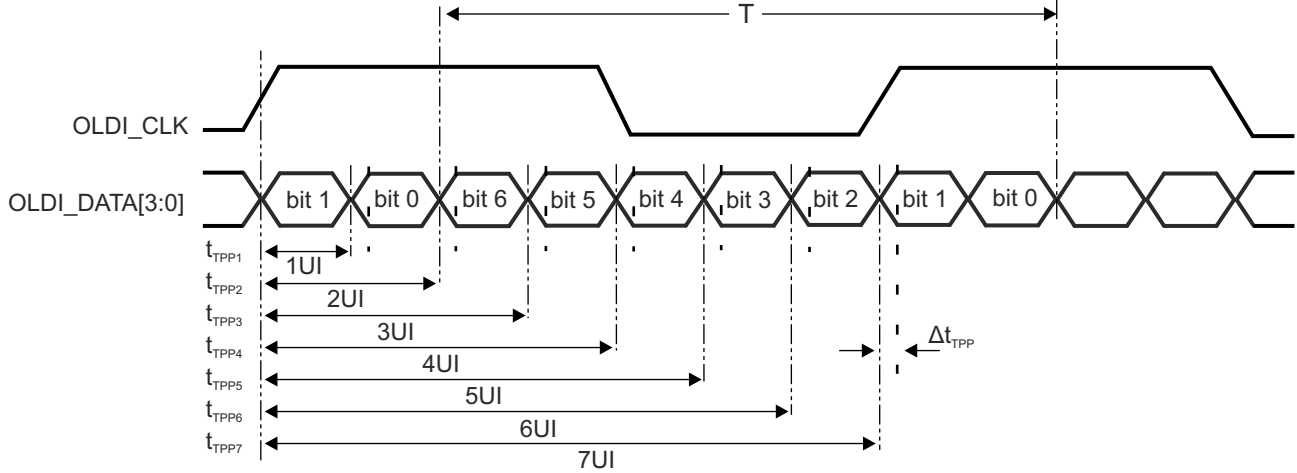 T
OLDI_CLK
OLDI_DATA[3:0] bit 1 bit 0 bit 6 bit 5 bit 4 bit 3 bit 2 bit 1 bit 0
tTPP1 1UI
tTPP2 2UI
tTPP3 3UI
tTPP4 4UI
ΔtTPP
tTPP5 5UI
tTPP6 6UI
tTPP7 7UI